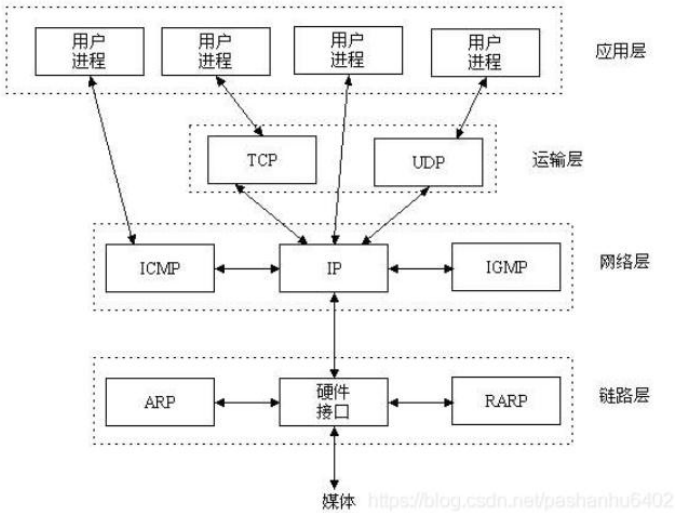 用户
进程
用户
进程
用户
进程
用户
进程
应用层
TCP
UDP
运输层
ICMP
IP
IGMP
网络层
ARP
硬件
接口
RARP
链路层
媒体
https://blog.csdn.net/pashanhu6402